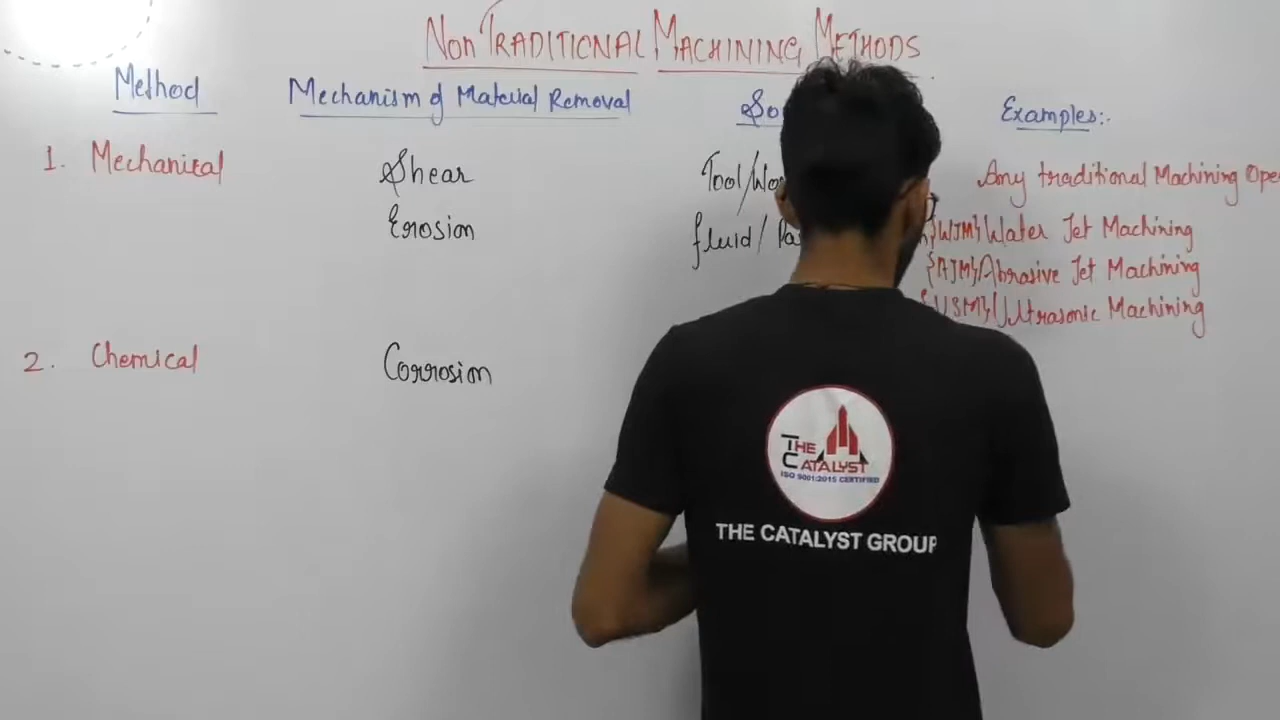 Non TRADITIONAL MACHINING METHODS
Method Mechanism of Material Removal Examples:-
1. Mechanical Shear Tool/ Any traditional Machining
Erosion fluid/ {WJM} Water Jet Machining
{AJM} Abrasive Jet Machining
{USM} Ultrasonic Machining
2. Chemical Corrosion
THE
CATALYST
ISO 9001:2015 CERTIFIED
THE CATALYST GROUP